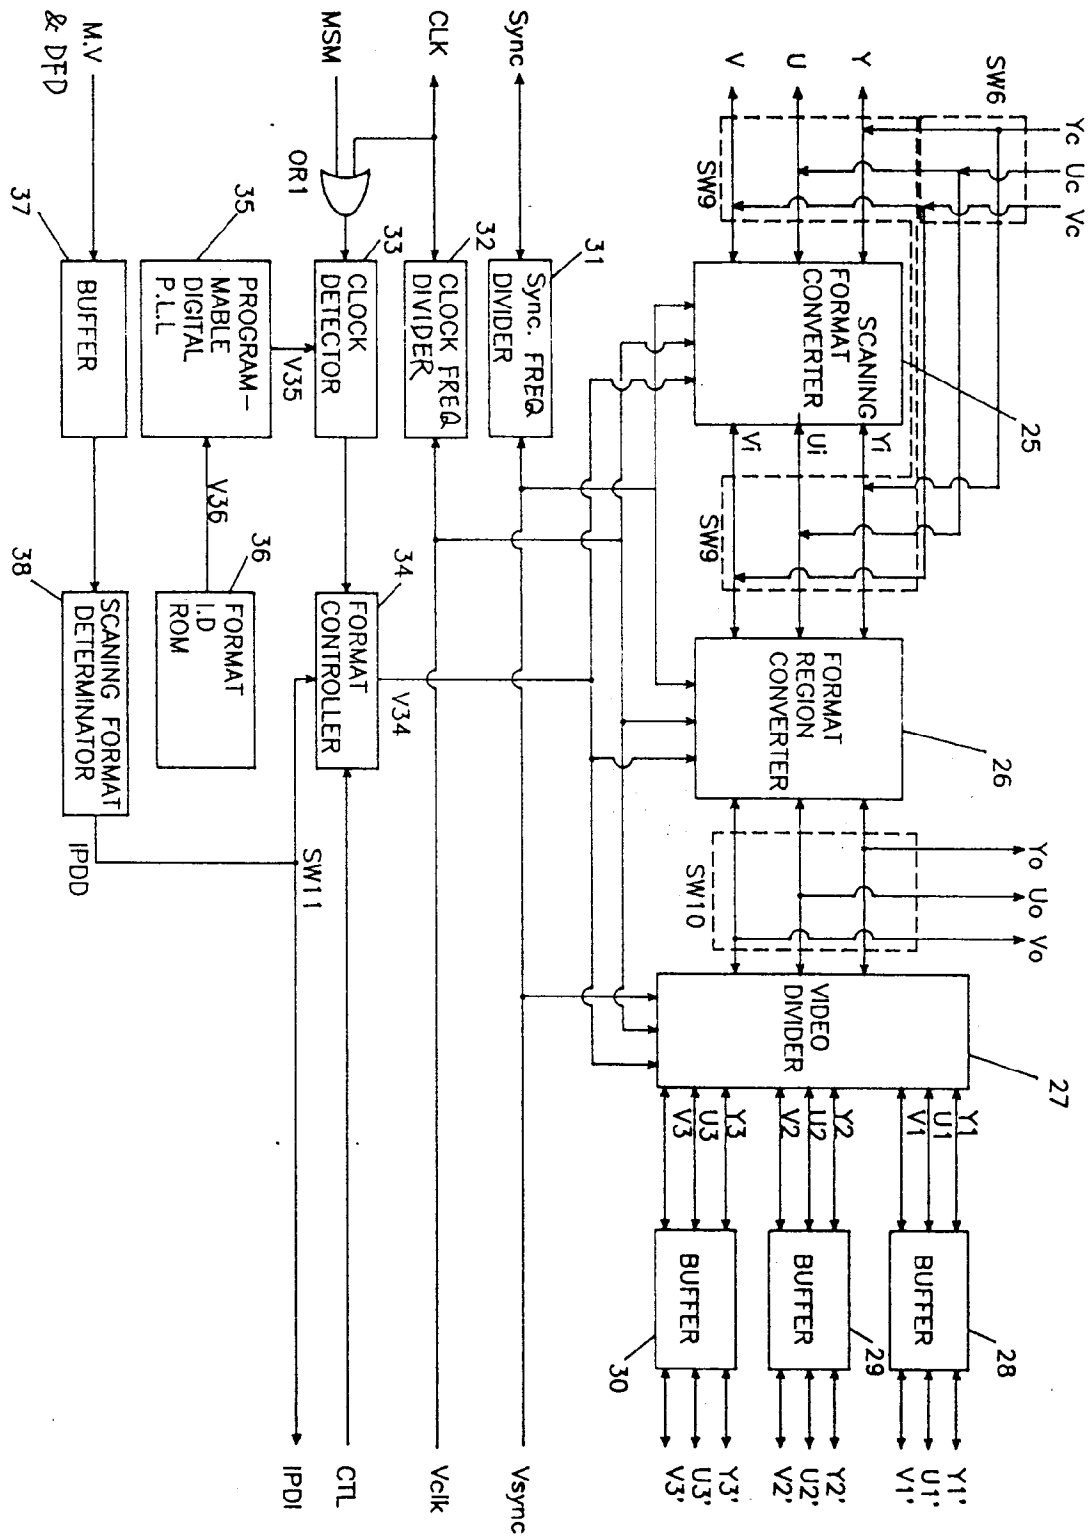 Yc
Uc
Vc
SW6
Y
U
V
SW9
SCANING
FORMAT
CONVERTER
25
Yi
Ui
Vi
SW9
FORMAT
REGION
CONVERTER
26
Yo
Uo
Vo
SW10
VIDEO
DIVIDER
27
Y1
U1
V1
Y2
U2
V2
Y3
U3
V3
BUFFER
28
BUFFER
29
BUFFER
30
Y1'
U1'
V1'
Y2'
U2'
V2'
Y3'
U3'
V3'
Sync
31
Sync. FREQ
DIVIDER
Vsync
CLK
32
CLOCK FREQ
DIVIDER
Vclk
MSM
OR1
33
CLOCK
DETECTOR
34
FORMAT
CONTROLLER
V34
CTL
35
PROGRAM-
MABLE
DIGITAL
P.L.L
V35
V36
36
FORMAT
I.D
ROM
SW11
IPDI
M.V
& DFD
37
BUFFER
38
SCANING FORMAT
DETERMINATOR
IPDD